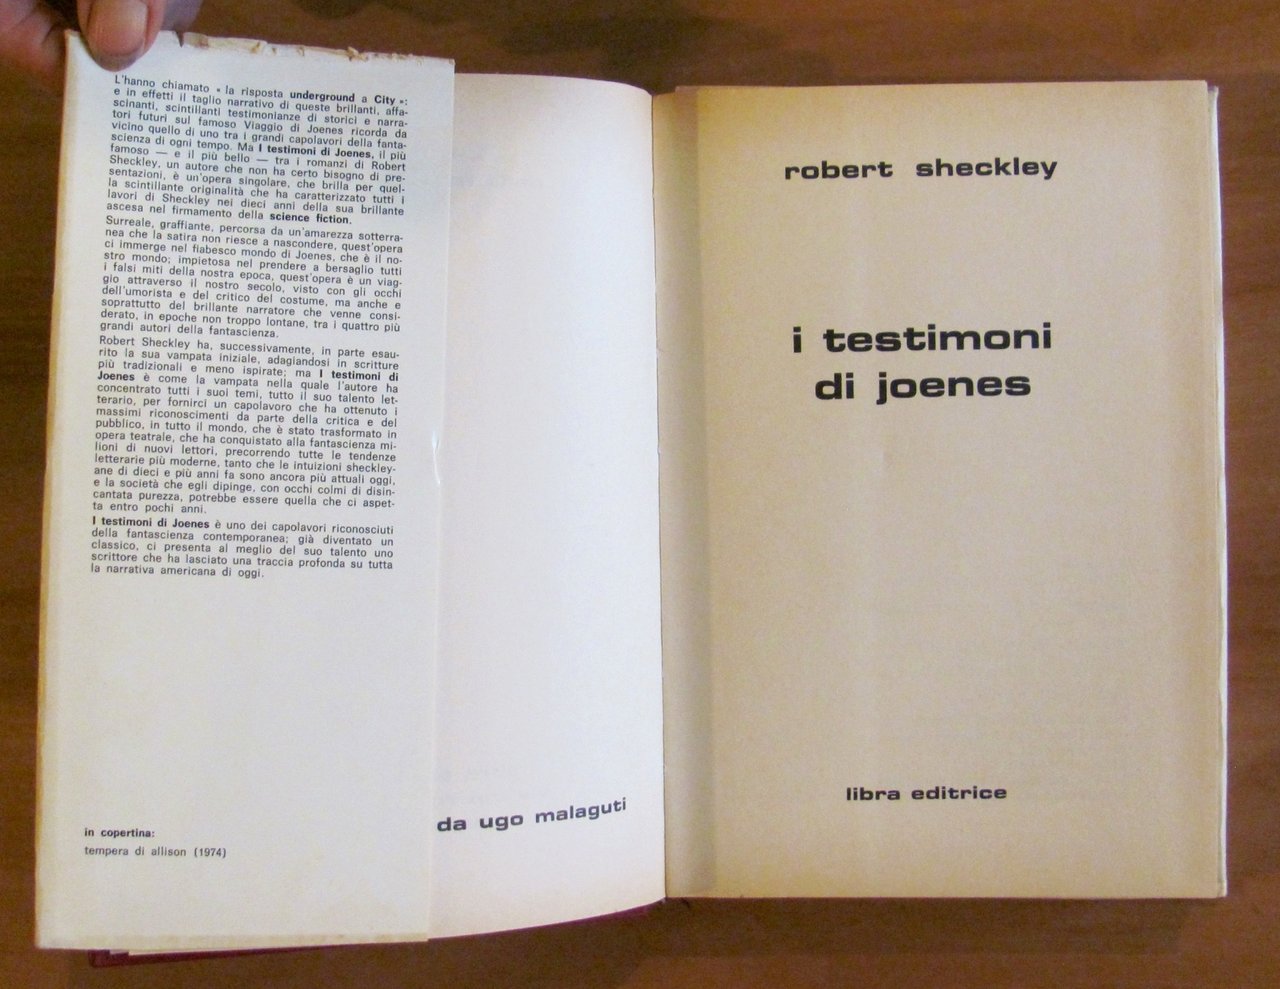 L'hanno chiamato « la risposta underground a City »:
e in effetti il taglio narrativo di queste brillanti, affa-
scinanti, scintillanti testimonianze di storici e narra-
tori futuri sul famoso Viaggio di Joenes ricorda da
vicino quello di uno tra i grandi capolavori della fanta-
scienza di ogni tempo. Ma I testimoni di Joenes, il più
famoso — e il più bello — tra i romanzi di Robert
Sheckley, un autore che non ha certo bisogno di pre-
sentazioni, è un'opera singolare, che brilla per quel-
la scintillante originalità che ha caratterizzato tutti i
lavori di Sheckley nei dieci anni della sua brillante
ascesa nel firmamento della science fiction.
Surreale, graffiante, percorsa da un'amarezza sotterra-
nea che la satira non riesce a nascondere, quest'opera
ci immerge nel fiabesco mondo di Joenes, che è il no-
stro mondo; impietosa nel prendere a bersaglio tutti
i falsi miti della nostra epoca, quest'opera è un viag-
gio attraverso il nostro secolo, visto con gli occhi
dell'umorista e del critico del costume, ma anche e
soprattutto del brillante narratore che venne consi-
derato, in epoche non troppo lontane, tra i quattro più
grandi autori della fantascienza.
Robert Sheckley ha, successivamente, in parte esau-
rito la sua vampata iniziale, adagiandosi in scritture
più tradizionali e meno ispirate; ma I testimoni di
Joenes è come la vampata nella quale l'autore ha
concentrato tutti i suoi temi, tutto il suo talento let-
terario, per fornirci un capolavoro che ha ottenuto i
massimi riconoscimenti da parte della critica e del
pubblico, in tutto il mondo, che è stato trasformato in
opera teatrale, che ha conquistato alla fantascienza mi-
lioni di nuovi lettori, precorrendo tutte le tendenze
letterarie più moderne, tanto che le intuizioni sheckley-
ane di dieci e più anni fa sono ancora più attuali oggi,
e la società che egli dipinge, con occhi colmi di disin-
cantata purezza, potrebbe essere quella che ci aspet-
ta entro pochi anni.
I testimoni di Joenes è uno dei capolavori riconosciuti
della fantascienza contemporanea; già diventato un
classico, ci presenta al meglio del suo talento uno
scrittore che ha lasciato una traccia profonda su tutta
la narrativa americana di oggi.
in copertina:
tempera di allison (1974)
da ugo malaguti
robert sheckley
i testimoni
di joenes
libra editrice